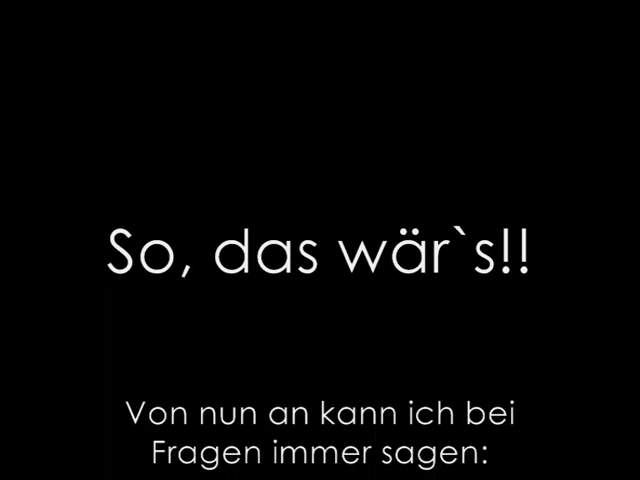 So, das wär`s!!
Von nun an kann ich bei
Fragen immer sagen: